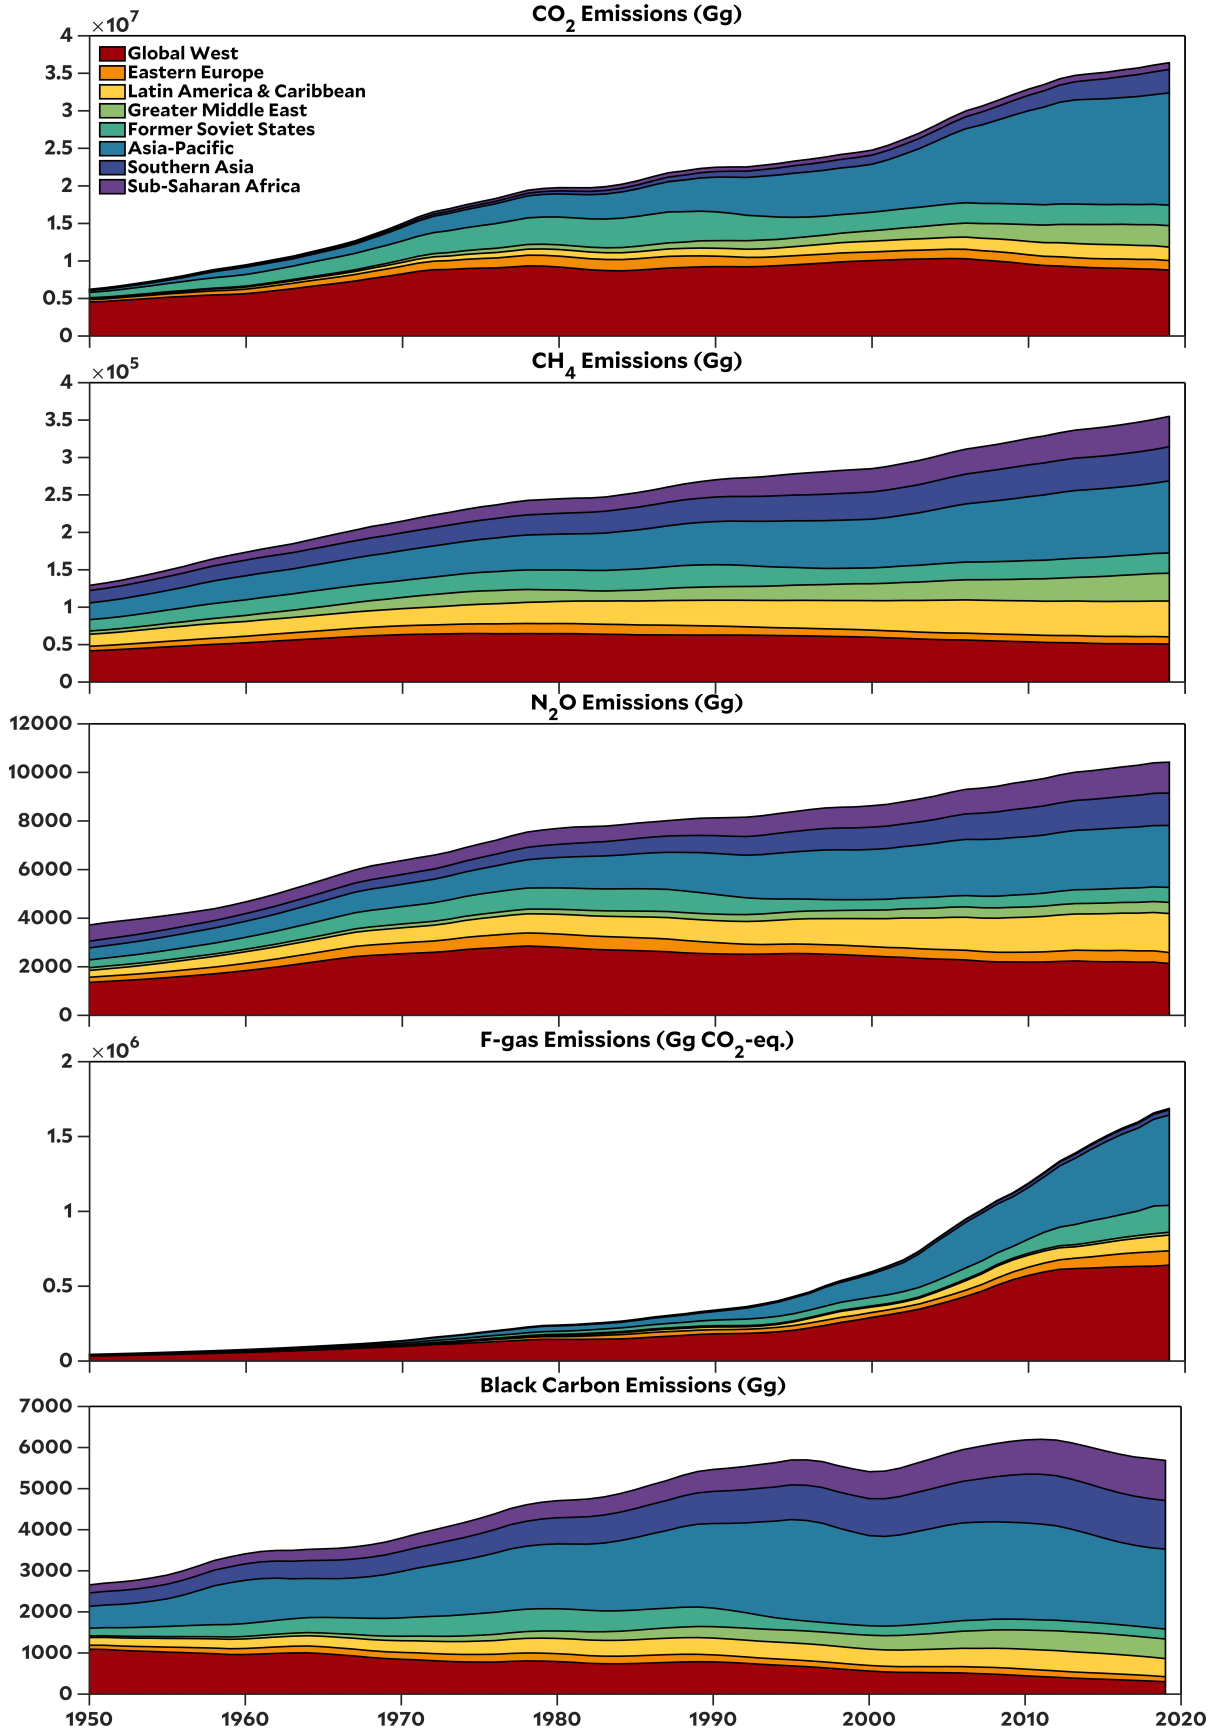 CO2 Emissions (Gg)
×10^7
4
3.5
3
2.5
2
1.5
1
0.5
0
Global West
Eastern Europe
Latin America & Caribbean
Greater Middle East
Former Soviet States
Asia-Pacific
Southern Asia
Sub-Saharan Africa
CH4 Emissions (Gg)
×10^5
4
3.5
3
2.5
2
1.5
1
0.5
0
N2O Emissions (Gg)
12000
10000
8000
6000
4000
2000
0
F-gas Emissions (Gg CO2-eq.)
×10^6
2
1.5
1
0.5
0
Black Carbon Emissions (Gg)
7000
6000
5000
4000
3000
2000
1000
0
1950 1960 1970 1980 1990 2000 2010 2020